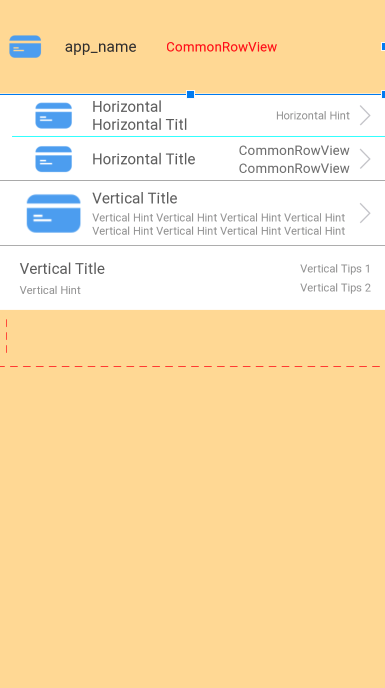 app_name CommonRowView
Horizontal
Horizontal Titl
Horizontal Hint
Horizontal Title
CommonRowView
CommonRowView
Vertical Title
Vertical Hint Vertical Hint Vertical Hint Vertical Hint
Vertical Hint Vertical Hint Vertical Hint Vertical Hint
Vertical Title
Vertical Hint
Vertical Tips 1
Vertical Tips 2